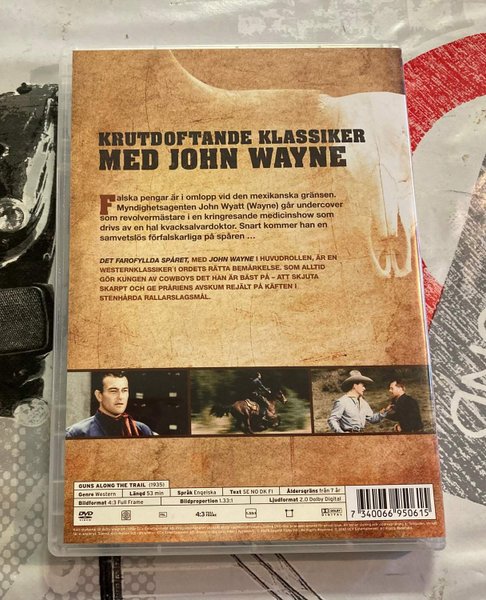 KRUTDOFTANDE KLASSIKER
MED JOHN WAYNE
Falska pengar är i omlopp vid den mexikanska gränsen.
Myndighetsagenten John Wyatt (Wayne) går undercover
som revolvermästare i en kringresande medicinshow som
drivs av en hal kvacksalvardoktor. Snart kommer han en
samvetslös förfalskarliga på spåren ...
DET FAROFYLLDA SPÅRET, MED JOHN WAYNE I HUVUDROLLEN, ÄR EN
WESTERNKLASSIKER I ORDETS RÄTTA BEMÄRKELSE. SOM ALLTID
GÖR KUNGEN AV COWBOYS DET HAN ÄR BÄST PÅ – ATT SKJUTA
SKARPT OCH GE PRÄRIENS AVSKUM REJÄLT PÅ KÄFTEN I
STENHÅRDA RALLARSLAGSMÅL.
GUNS ALONG THE TRAIL (1935)
Genre Western Längd 53 min Språk Engelska Text SE NO DK FI Åldersgräns från 7 år
Bildformat 4:3 Full Frame Bildproportion 1.33:1 Ljudformat 2.0 Dolby Digital
DVD VIDEO 4:3 DOLBY DIGITAL
7 340066 950615